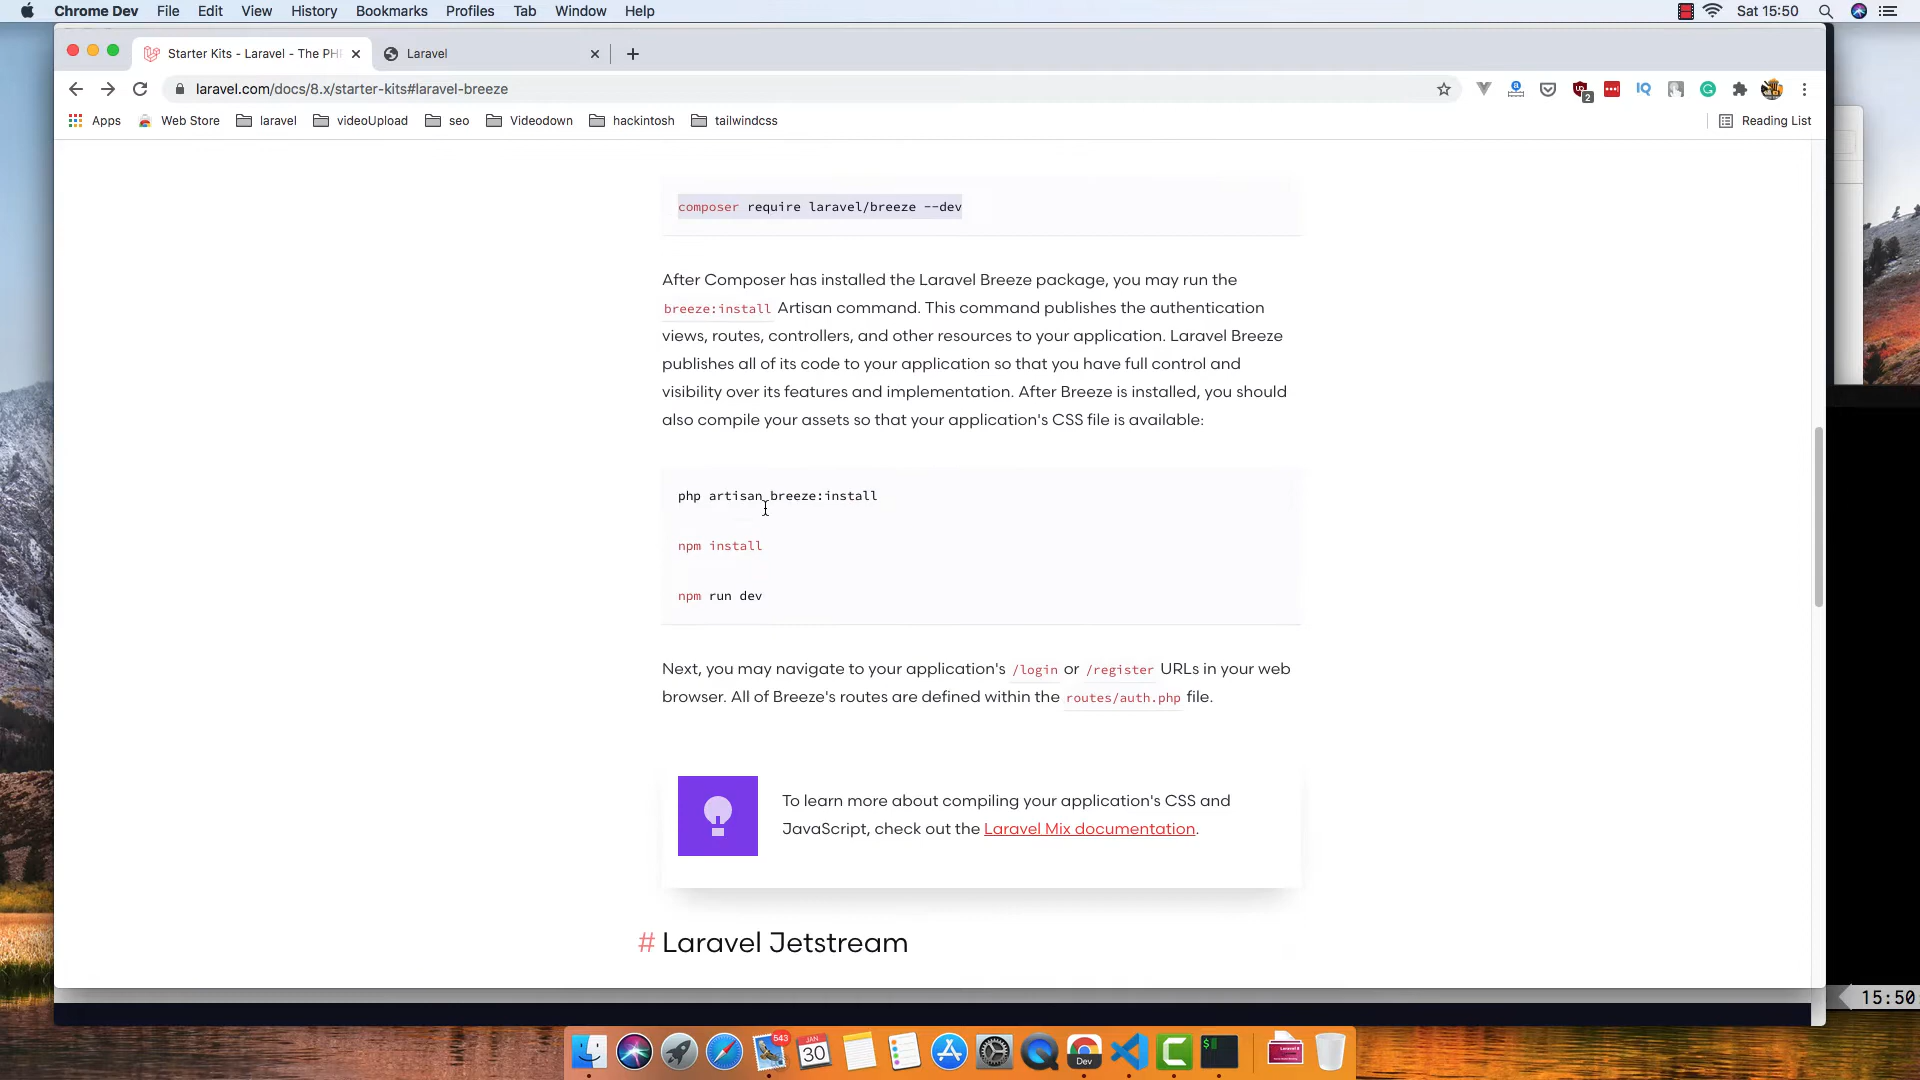 Chrome Dev File Edit View History Bookmarks Profiles Tab Window Help Sat 15:50
Starter Kits - Laravel - The PH Laravel
laravel.com/docs/8.x/starter-kits#laravel-breeze
2
IQ
Apps Web Store laravel videoUpload seo Videodown hackintosh tailwindcss Reading List
composer require laravel/breeze --dev
After Composer has installed the Laravel Breeze package, you may run the
breeze:install Artisan command. This command publishes the authentication
views, routes, controllers, and other resources to your application. Laravel Breeze
publishes all of its code to your application so that you have full control and
visibility over its features and implementation. After Breeze is installed, you should
also compile your assets so that your application's CSS file is available:
php artisan breeze:install
npm install
npm run dev
Next, you may navigate to your application's /login or /register URLs in your web
browser. All of Breeze's routes are defined within the routes/auth.php file.
To learn more about compiling your application's CSS and
JavaScript, check out the Laravel Mix documentation.
# Laravel Jetstream
15:50
543
JAN
30
Dev
$